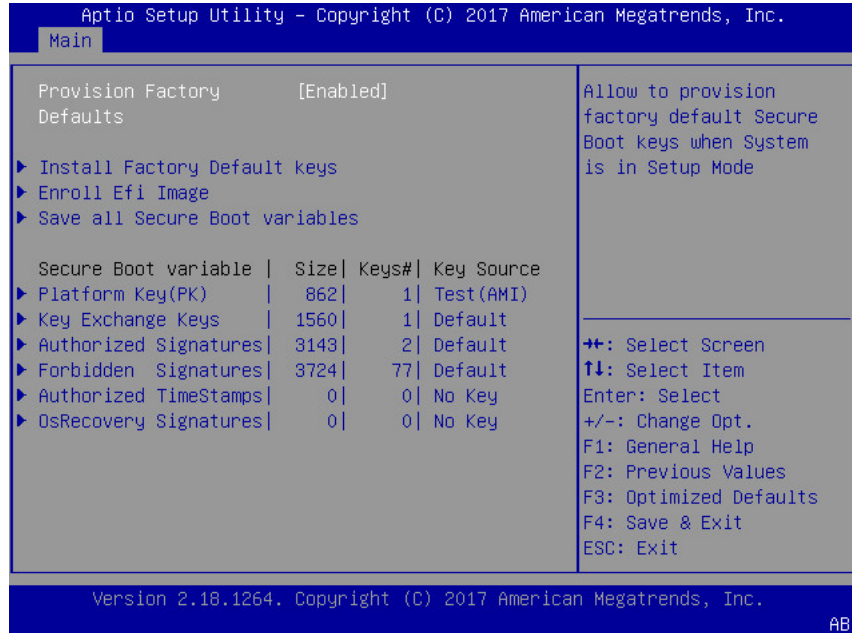 Aptio Setup Utility – Copyright (C) 2017 American Megatrends, Inc.
Main
Provision Factory [Enabled]
Defaults
Install Factory Default keys
Enroll Efi Image
Save all Secure Boot variables
Secure Boot variable | Size| Keys#| Key Source
Platform Key(PK) | 862| 1| Test(AMI)
Key Exchange Keys | 1560| 1| Default
Authorized Signatures| 3143| 2| Default
Forbidden Signatures| 3724| 77| Default
Authorized TimeStamps| 0| 0| No Key
OsRecovery Signatures| 0| 0| No Key
Allow to provision
factory default Secure
Boot keys when System
is in Setup Mode
→←: Select Screen
↑↓: Select Item
Enter: Select
+/-: Change Opt.
F1: General Help
F2: Previous Values
F3: Optimized Defaults
F4: Save & Exit
ESC: Exit
Version 2.18.1264. Copyright (C) 2017 American Megatrends, Inc.
AB